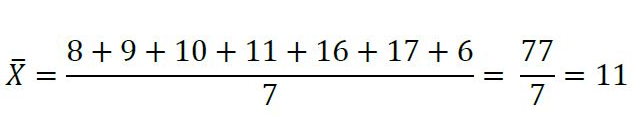 X̄ = (8 + 9 + 10 + 11 + 16 + 17 + 6)/7 = 77/7 = 11